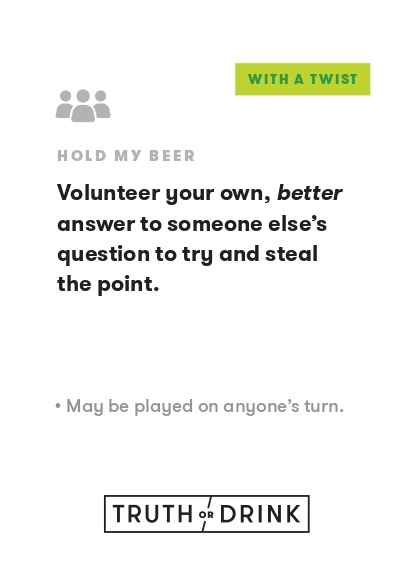 WITH A TWIST
HOLD MY BEER
Volunteer your own, better
answer to someone else’s
question to try and steal
the point.
• May be played on anyone’s turn.
TRUTH OR DRINK